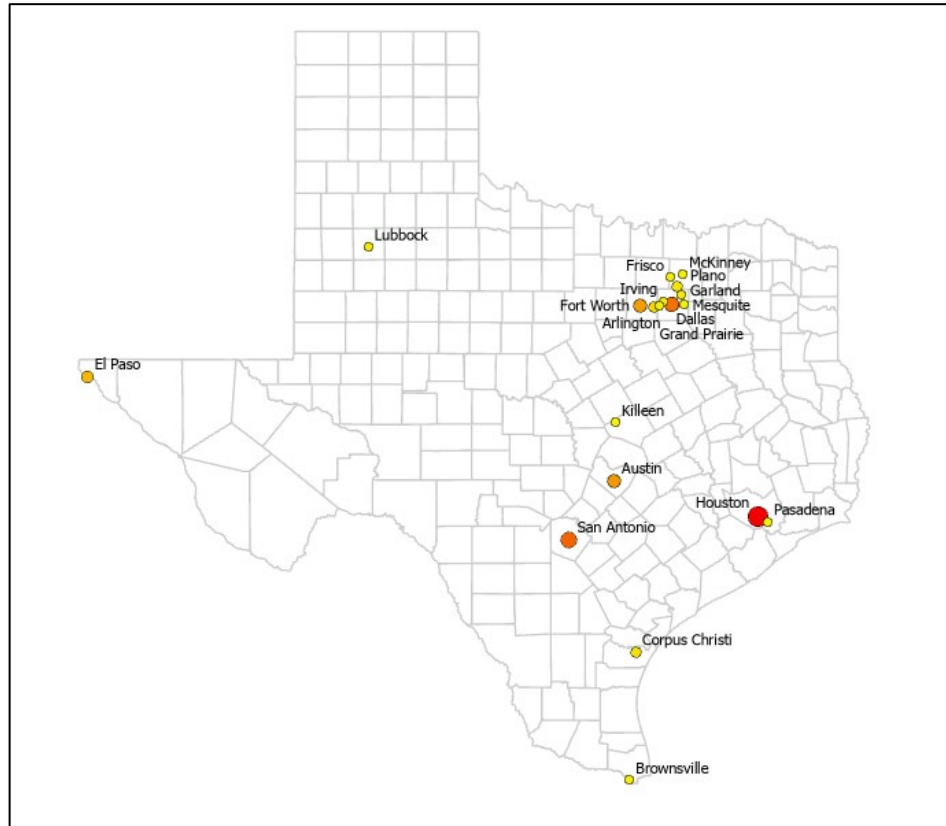 Lubbock
McKinney
Frisco
Plano
Irving
Garland
Fort Worth
Mesquite
Arlington
Dallas
Grand Prairie
El Paso
Killeen
Austin
Houston
Pasadena
San Antonio
Corpus Christi
Brownsville